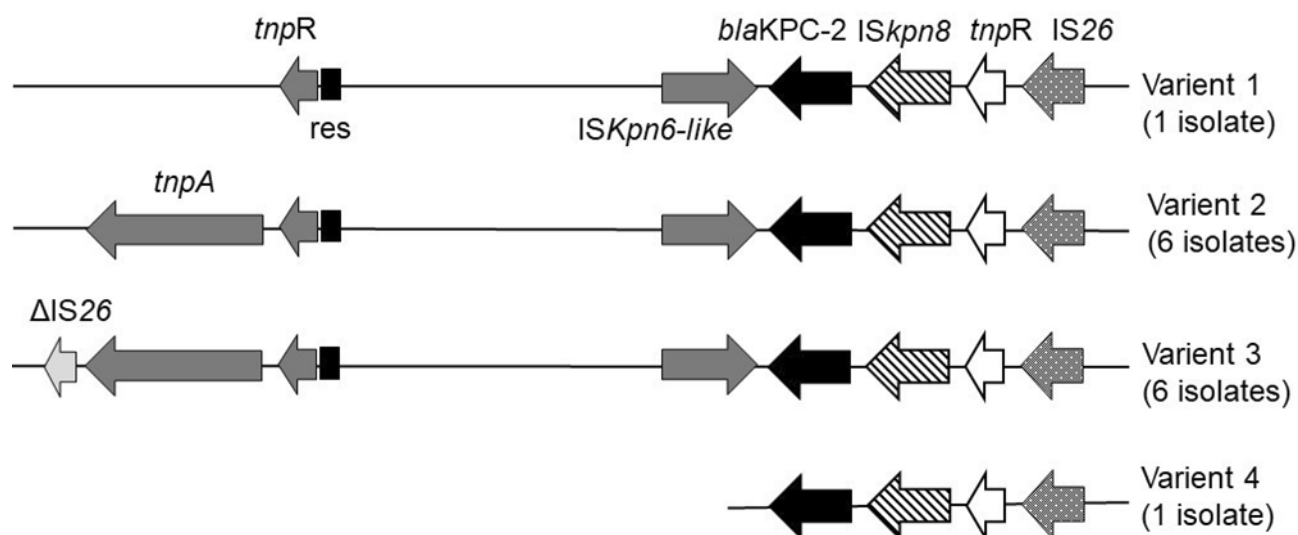 tnpR
blaKPC-2
ISkpn8
tnpR
IS26
res
ISKpn6-like
Varient 1
(1 isolate)
tnpA
Varient 2
(6 isolates)
ΔIS26
Varient 3
(6 isolates)
Varient 4
(1 isolate)